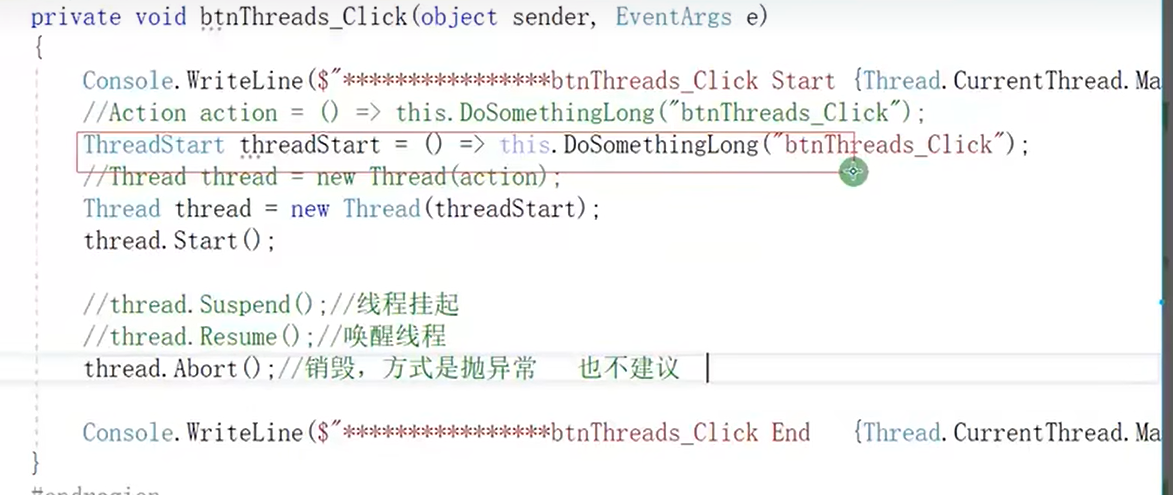 private void btnThreads_Click(object sender, EventArgs e)
{
Console.WriteLine($"****************btnThreads_Click Start {Thread.CurrentThread.Ma
//Action action = () => this.DoSomethingLong("btnThreads_Click");
ThreadStart threadStart = () => this.DoSomethingLong("btnThreads_Click");
//Thread thread = new Thread(action);
Thread thread = new Thread(threadStart);
thread.Start();
//thread.Suspend();//线程挂起
//thread.Resume();//唤醒线程
thread.Abort();//销毁，方式是抛异常 也不建议
Console.WriteLine($"****************btnThreads_Click End {Thread.CurrentThread.Ma
}
#endregion